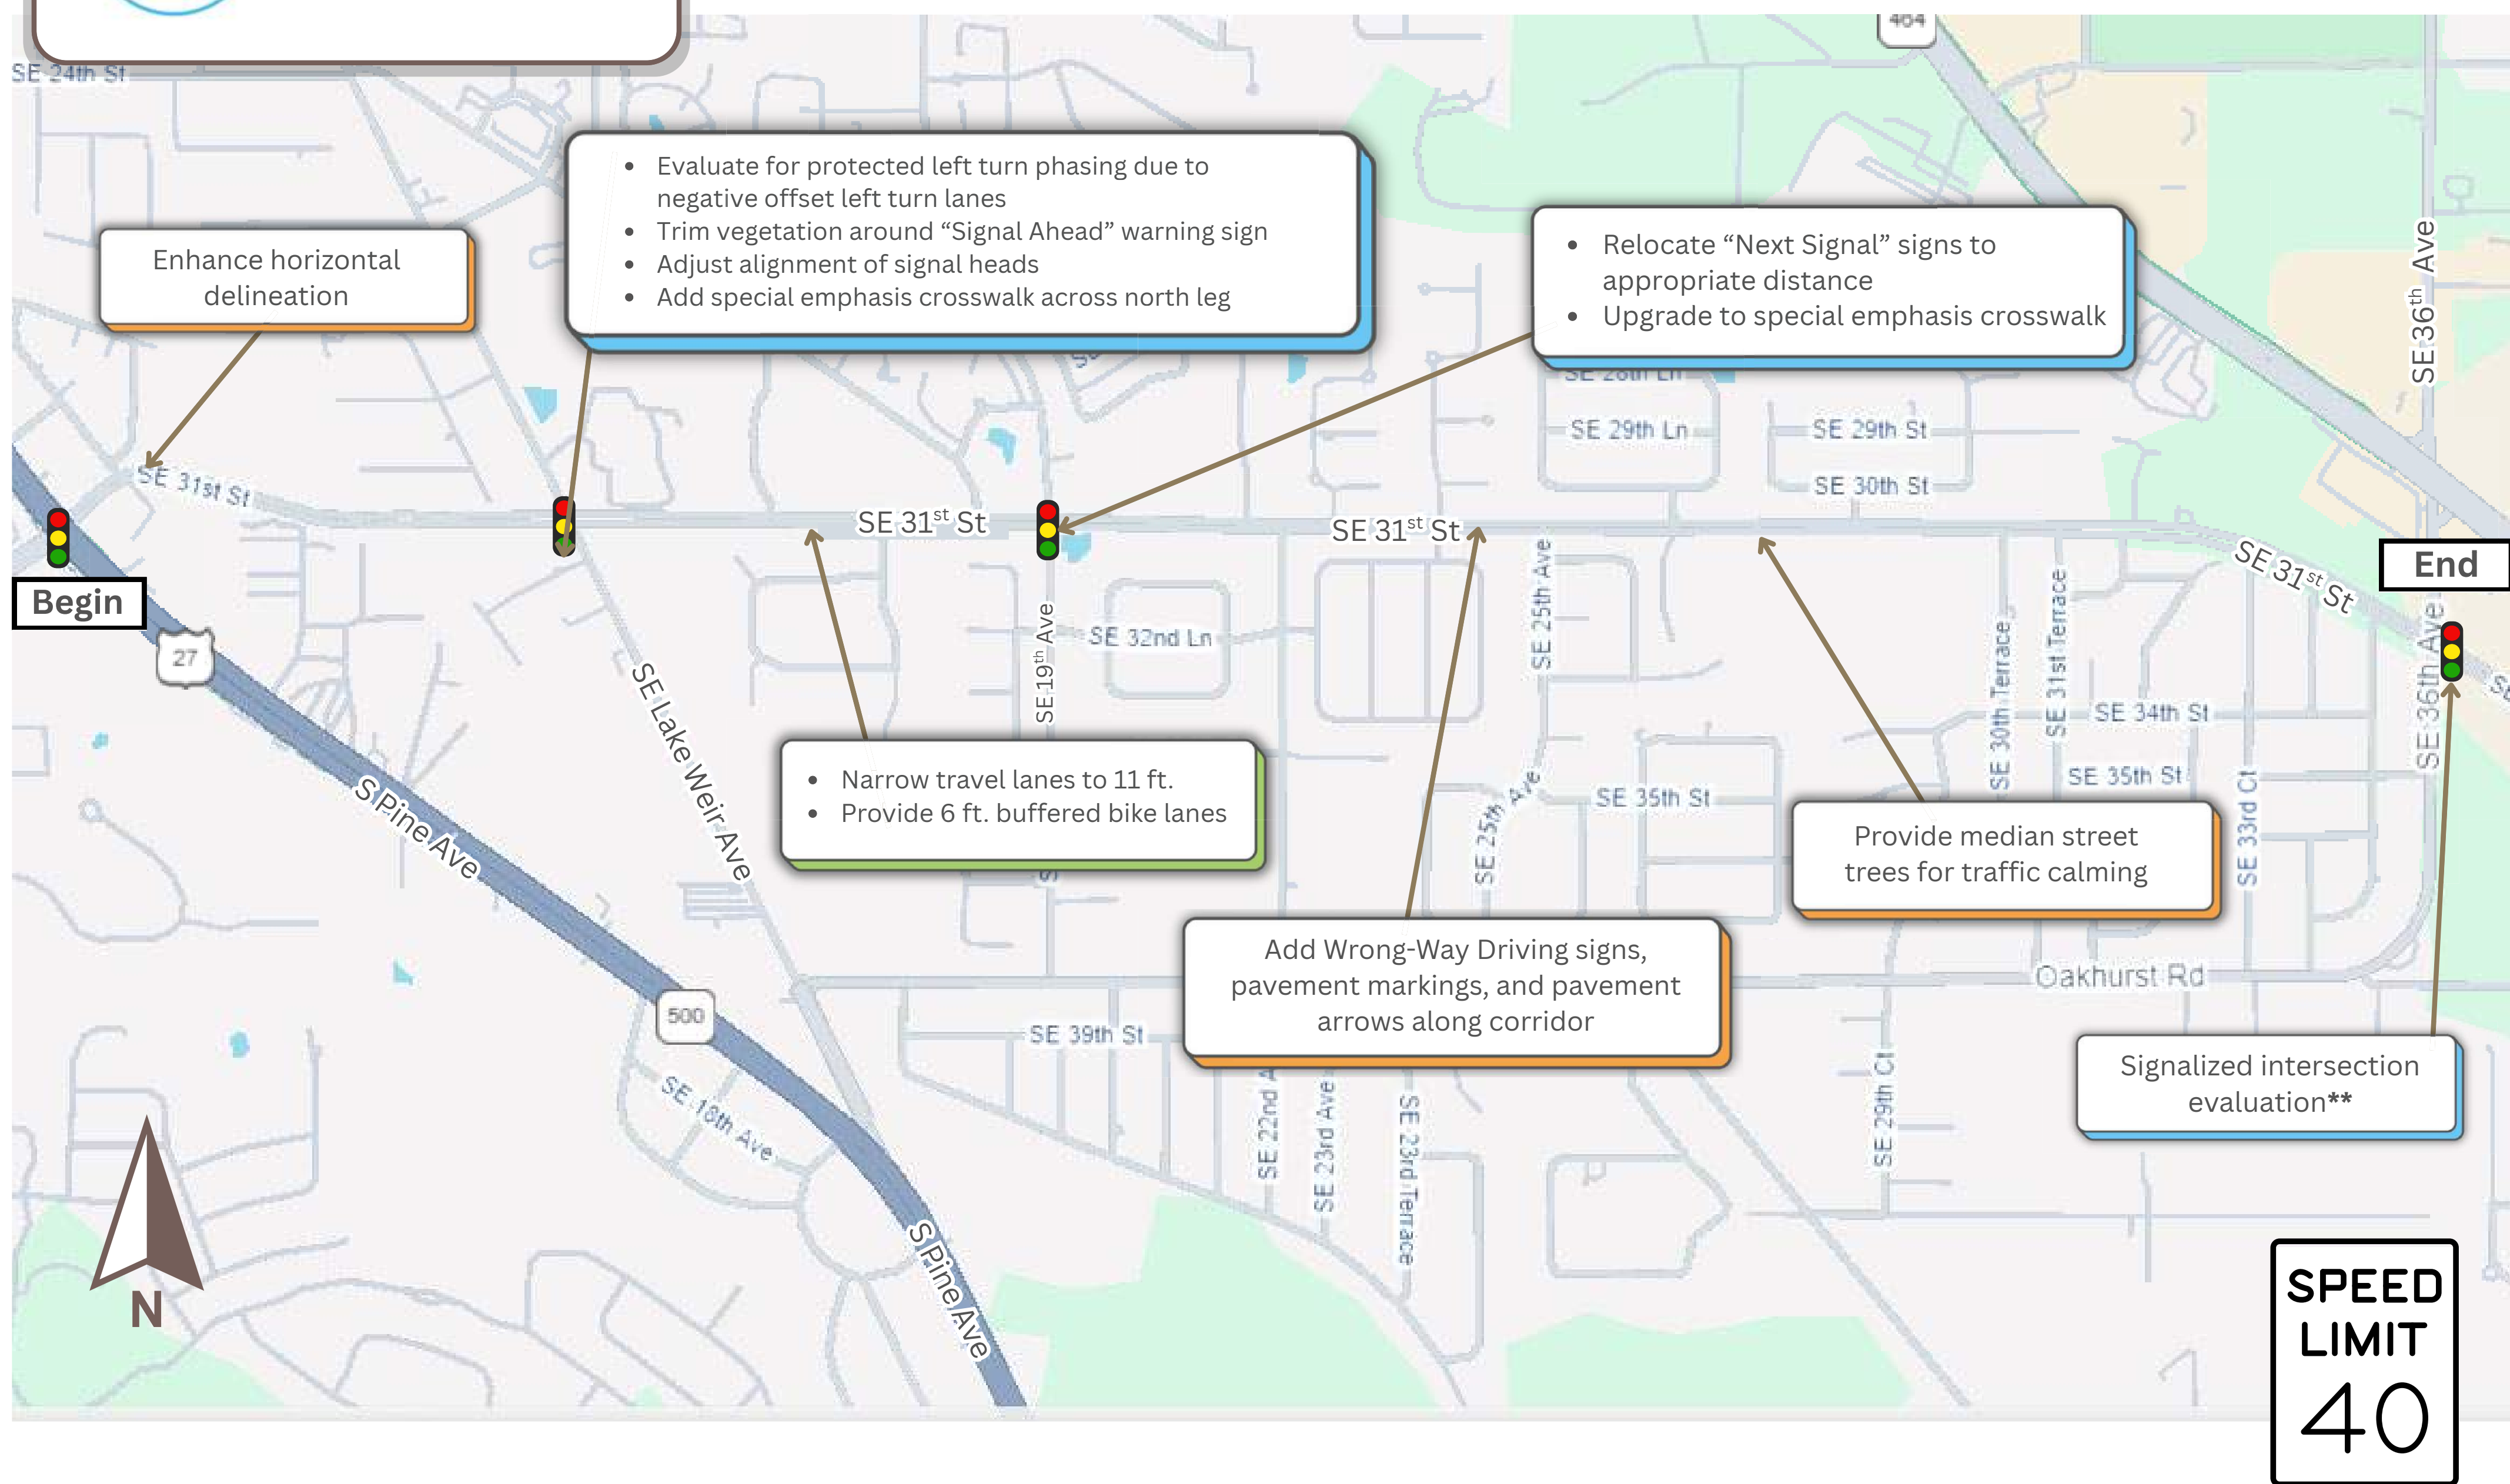 464
SE 24th St
• Evaluate for protected left turn phasing due to
negative offset left turn lanes
• Trim vegetation around “Signal Ahead” warning sign
• Adjust alignment of signal heads
• Add special emphasis crosswalk across north leg
Enhance horizontal
delineation
• Relocate “Next Signal” signs to
appropriate distance
• Upgrade to special emphasis crosswalk
SE 36th Ave
SE 28th Ln
SE 29th Ln
SE 29th St
SE 30th St
SE 31st St
SE 31st St
SE 31st St
SE 31st St
Begin
End
27
SE 25th Ave
SE 19th Ave
SE 32nd Ln
SE 30th Terrace
SE 31st Terrace
SE 36th Ave
SE 34th St
SE 35th St
SE Lake Weir Ave
S Pine Ave
• Narrow travel lanes to 11 ft.
• Provide 6 ft. buffered bike lanes
SE 25th Ave
SE 35th St
SE 33rd Ct
Provide median street
trees for traffic calming
Add Wrong-Way Driving signs,
pavement markings, and pavement
arrows along corridor
Oakhurst Rd
500
SE 39th St
SE 18th Ave
SE 22nd A
SE 23rd Ave
SE 23rd Terrace
SE 29th Ct
Signalized intersection
evaluation**
S Pine Ave
N
SPEED
LIMIT
40